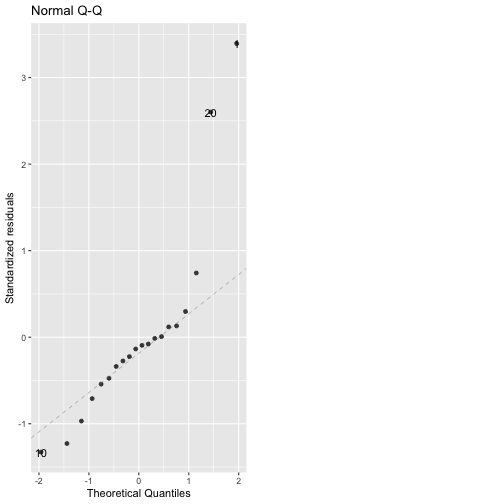 Normal Q-Q
3
20
2
1
Standardized residuals
0
-1
10
-2 -1 0 1 2
Theoretical Quantiles